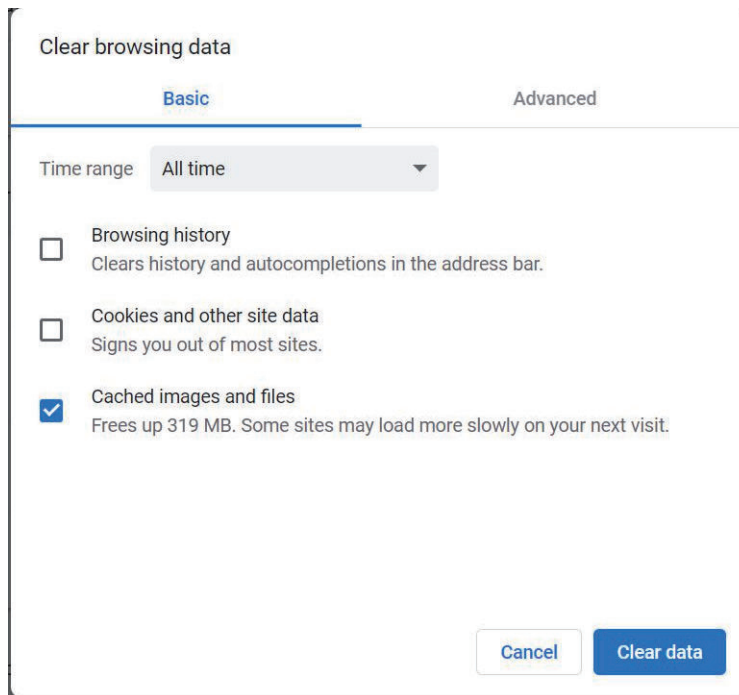 Clear browsing data
Basic Advanced
Time range All time
Browsing history
Clears history and autocompletions in the address bar.
Cookies and other site data
Signs you out of most sites.
Cached images and files
Frees up 319 MB. Some sites may load more slowly on your next visit.
Cancel Clear data